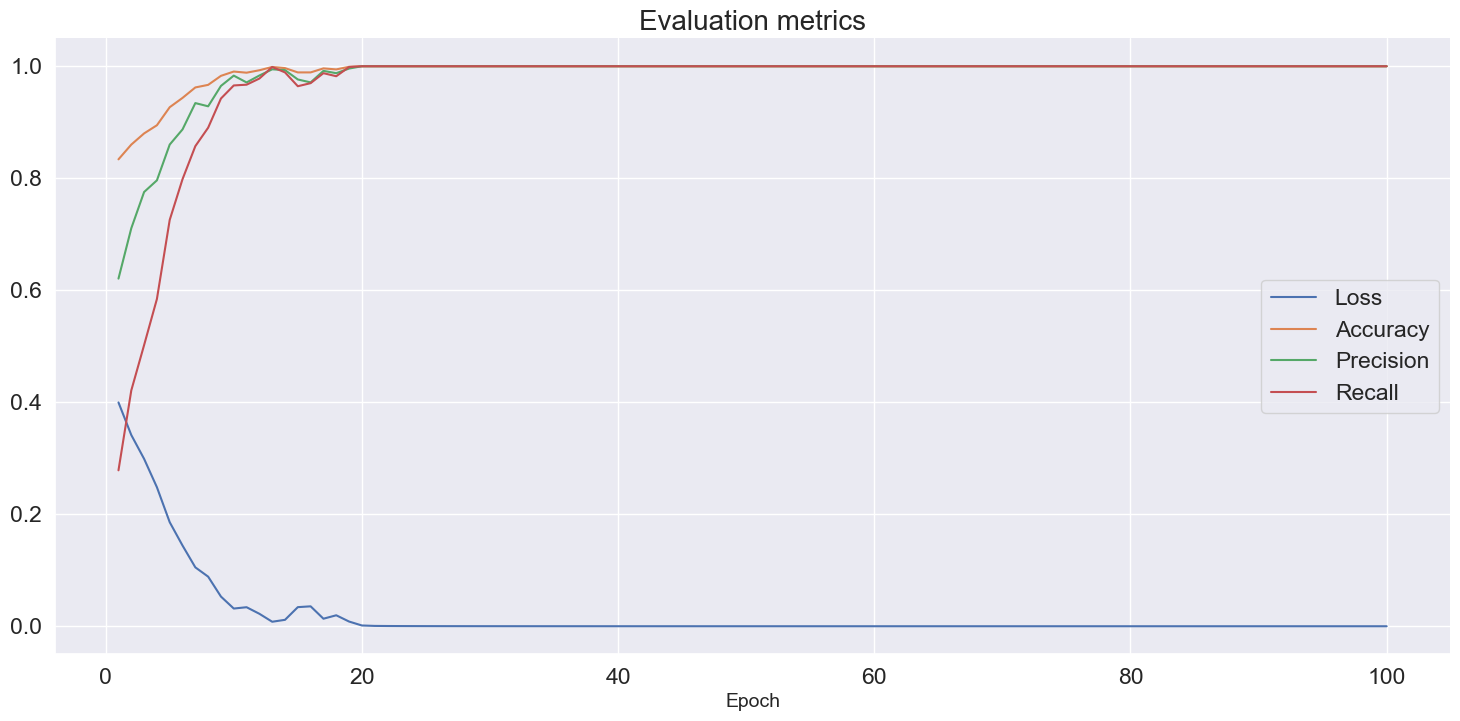 Evaluation metrics
1.0
0.8
0.6
0.4
0.2
0.0
Loss
Accuracy
Precision
Recall
0 20 40 60 80 100
Epoch